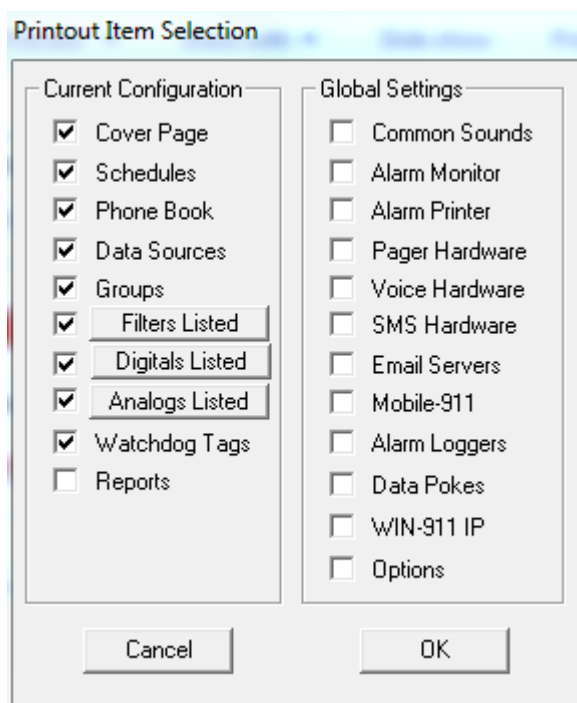 Printout Item Selection
Current Configuration
Cover Page
Schedules
Phone Book
Data Sources
Groups
Filters Listed
Digitals Listed
Analogs Listed
Watchdog Tags
Reports
Global Settings
Common Sounds
Alarm Monitor
Alarm Printer
Pager Hardware
Voice Hardware
SMS Hardware
Email Servers
Mobile-911
Alarm Loggers
Data Pokes
WIN-911 IP
Options
Cancel
OK